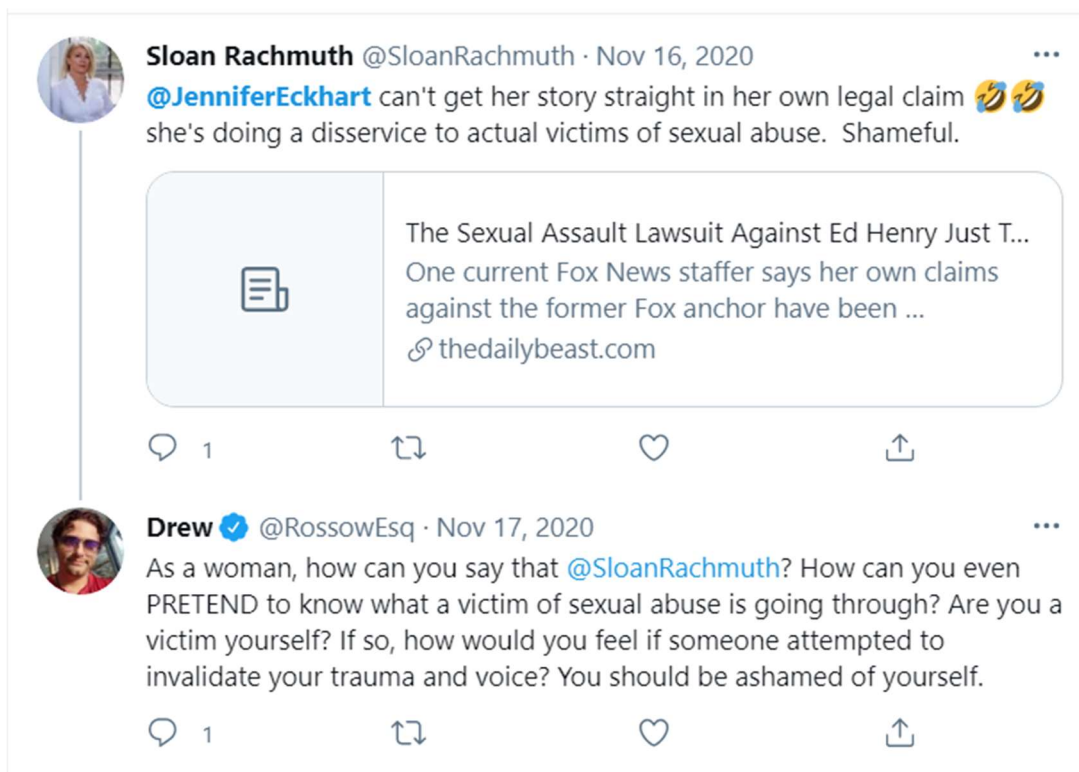 Sloan Rachmuth @SloanRachmuth · Nov 16, 2020
@JenniferEckhart can't get her story straight in her own legal claim 🤣🤣
she's doing a disservice to actual victims of sexual abuse. Shameful.
The Sexual Assault Lawsuit Against Ed Henry Just T...
One current Fox News staffer says her own claims
against the former Fox anchor have been ...
thedailybeast.com
1
Drew @RossowEsq · Nov 17, 2020
As a woman, how can you say that @SloanRachmuth? How can you even
PRETEND to know what a victim of sexual abuse is going through? Are you a
victim yourself? If so, how would you feel if someone attempted to
invalidate your trauma and voice? You should be ashamed of yourself.
1